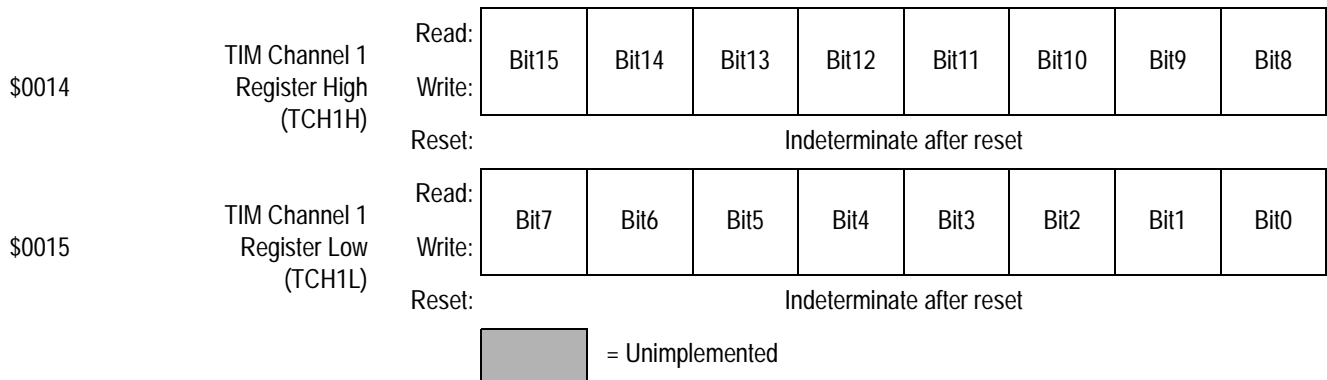 $0014 TIM Channel 1 Register High (TCH1H) Read: Write: Bit15 Bit14 Bit13 Bit12 Bit11 Bit10 Bit9 Bit8
Reset: Indeterminate after reset
$0015 TIM Channel 1 Register Low (TCH1L) Read: Write: Bit7 Bit6 Bit5 Bit4 Bit3 Bit2 Bit1 Bit0
Reset: Indeterminate after reset
= Unimplemented